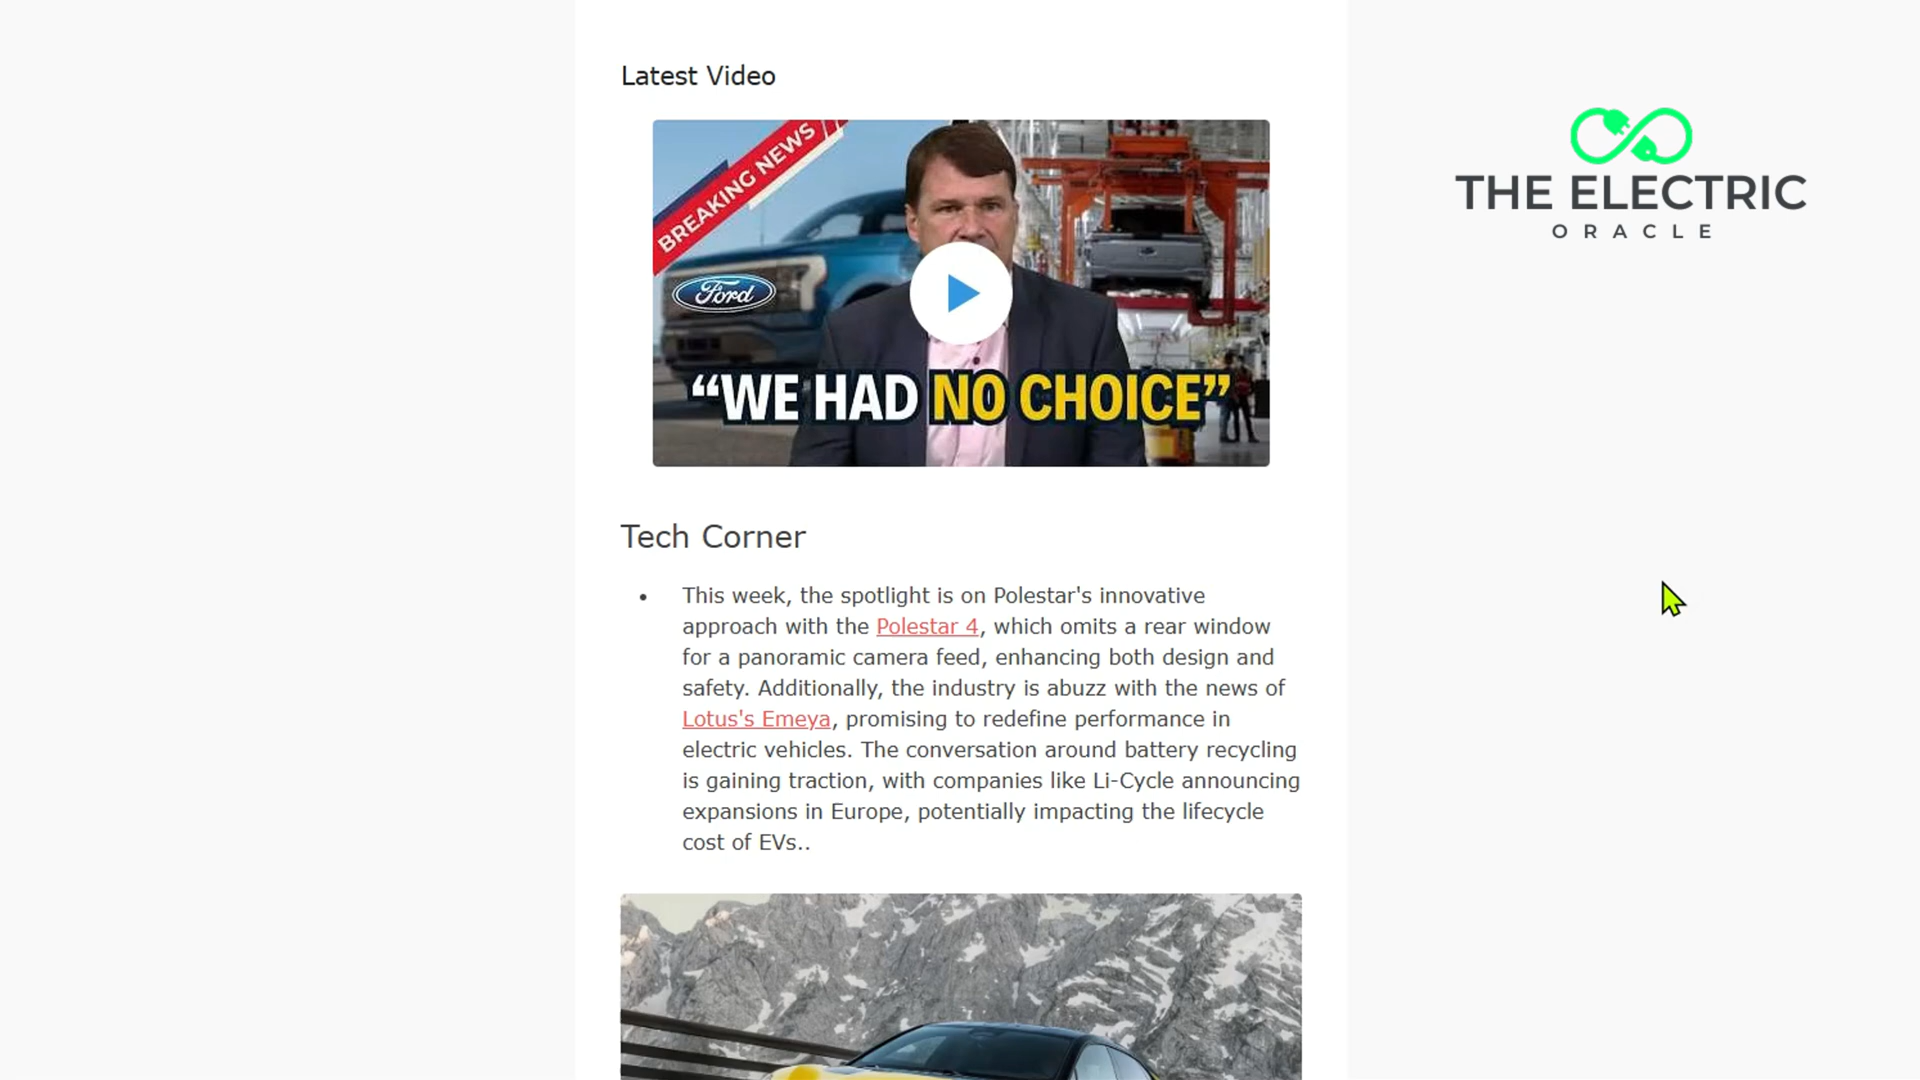 Latest Video
BREAKING NEWS
Ford
“WE HAD NO CHOICE”
THE ELECTRIC
ORACLE
Tech Corner
• This week, the spotlight is on Polestar's innovative
approach with the Polestar 4, which omits a rear window
for a panoramic camera feed, enhancing both design and
safety. Additionally, the industry is abuzz with the news of
Lotus's Emeya, promising to redefine performance in
electric vehicles. The conversation around battery recycling
is gaining traction, with companies like Li-Cycle announcing
expansions in Europe, potentially impacting the lifecycle
cost of EVs..